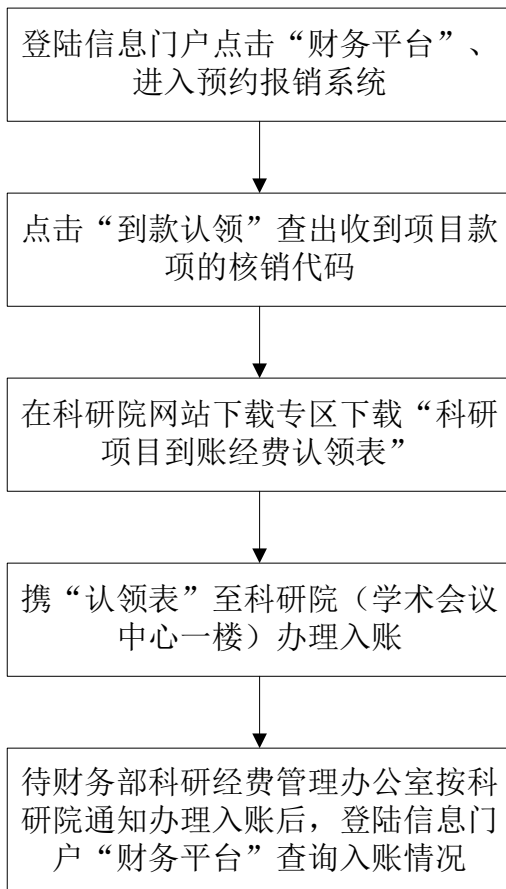 登陆信息门户点击“财务平台”、
进入预约报销系统
点击“到款认领”查出收到项目款
项的核销代码
在科研院网站下载专区下载“科研
项目到账经费认领表”
携“认领表”至科研院（学术会议
中心一楼）办理入账
待财务部科研经费管理办公室按科
研院通知办理入账后，登陆信息门
户“财务平台”查询入账情况